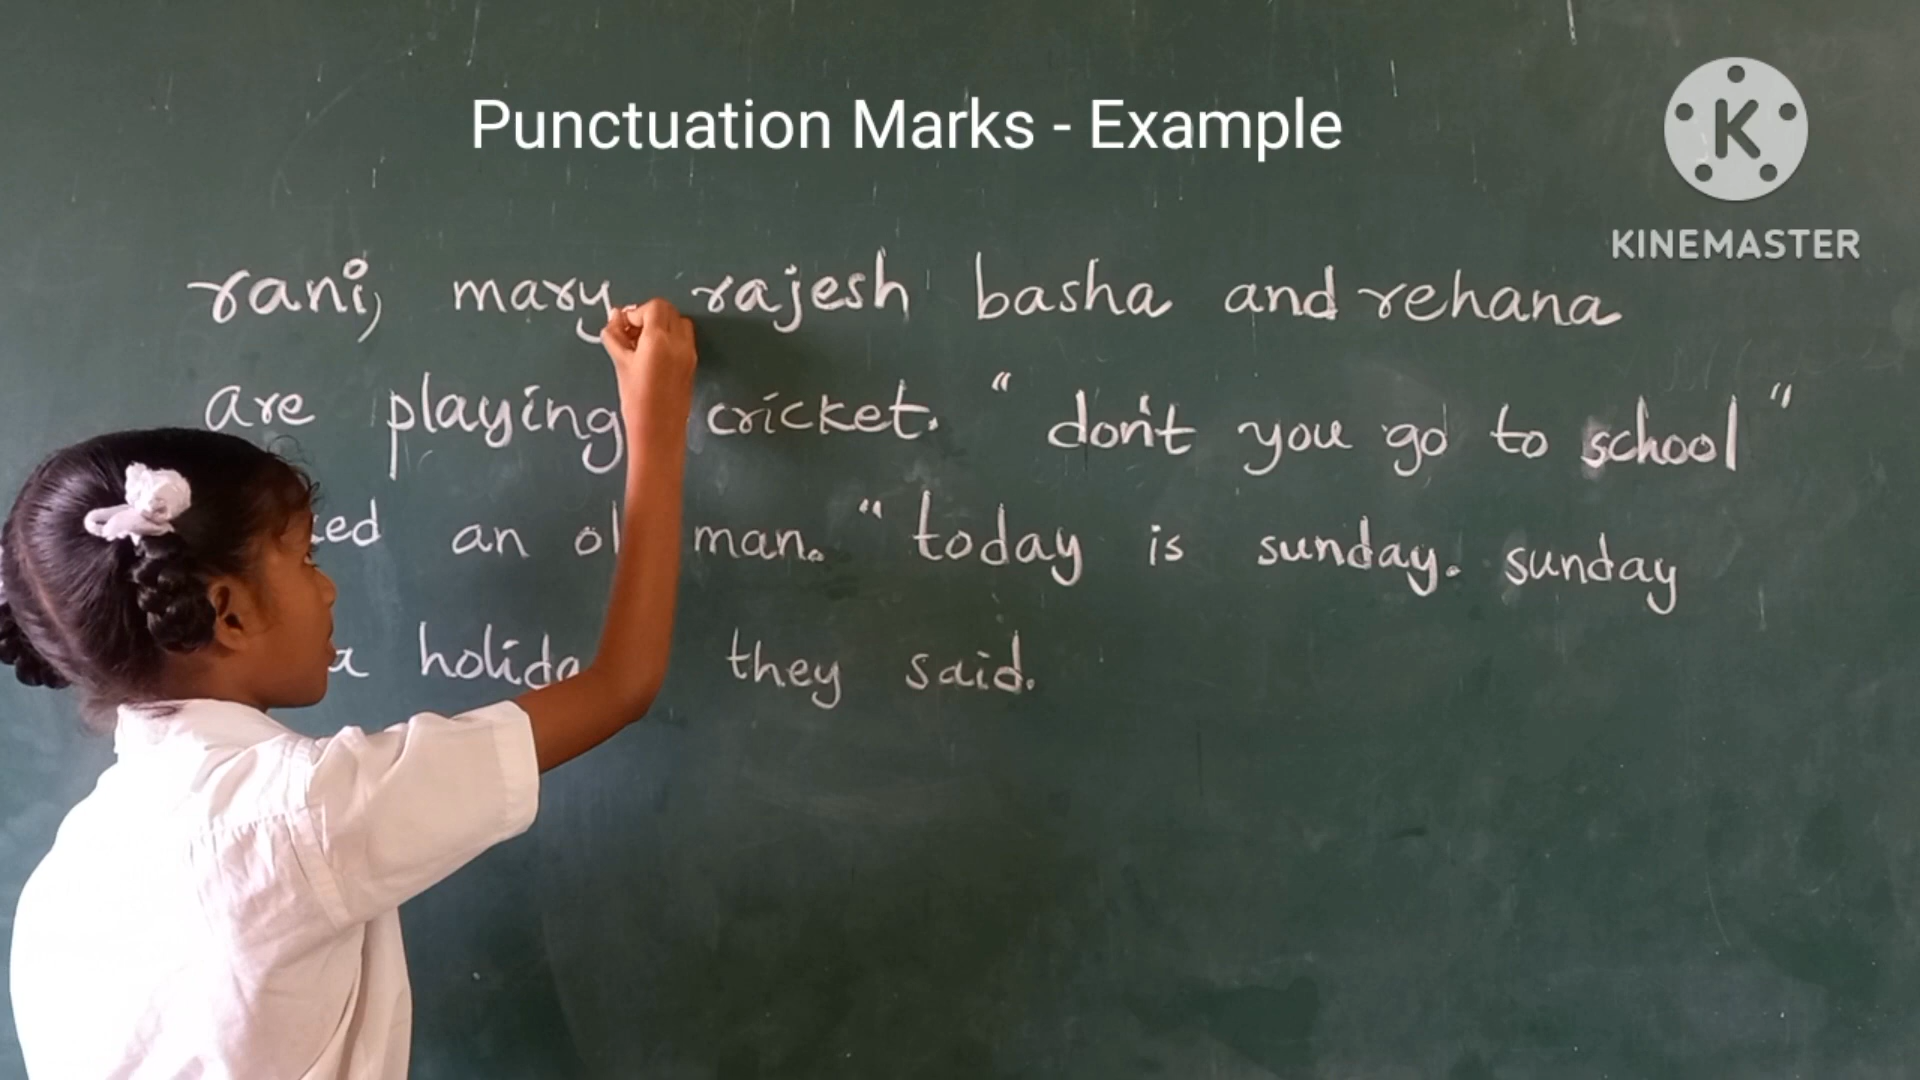 Punctuation Marks - Example
K
KINEMASTER
rani, mary rajesh basha and rehana
are playing cricket. " don't you go to school "
an man. "today is sunday. sunday
a they said.